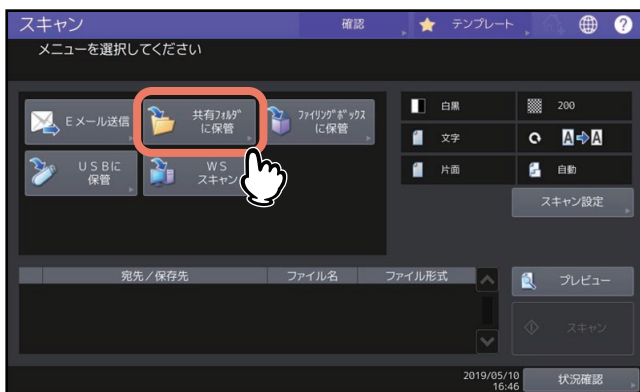 スキャン
確認
テンプレート
?
メニューを選択してください
Eメール送信
共有ﾌｫﾙﾀﾞ
に保管
ﾌｧｲﾘﾝｸﾞﾎﾞｯｸｽ
に保管
USBに
保管
WS
スキャン
白黒
200
文字
A A
片面
自動
スキャン設定
宛先/保存先
ファイル名
ファイル形式
プレビュー
スキャン
2019/05/10
16:46
状況確認